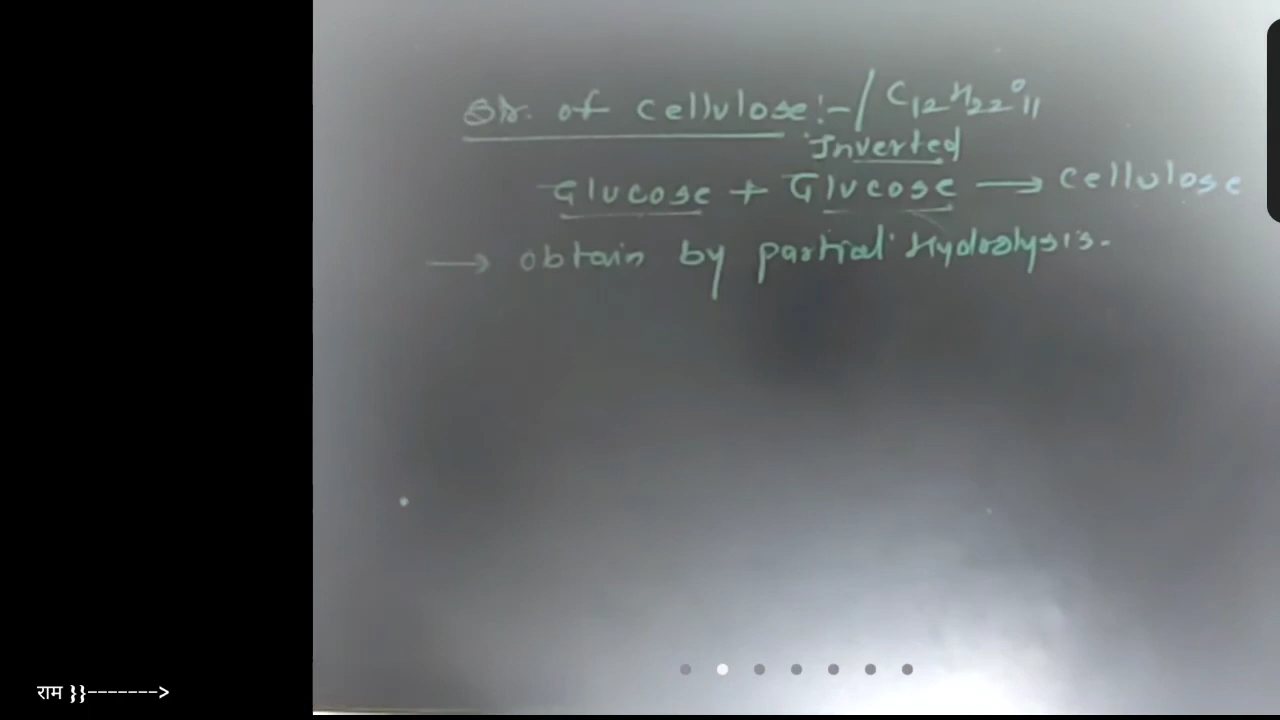 Str. of cellulose:-/ C12H22O11
Inverted
Glucose + Glucose → cellulose
→ obtain by partial Hydrolysis.
राम }}------->